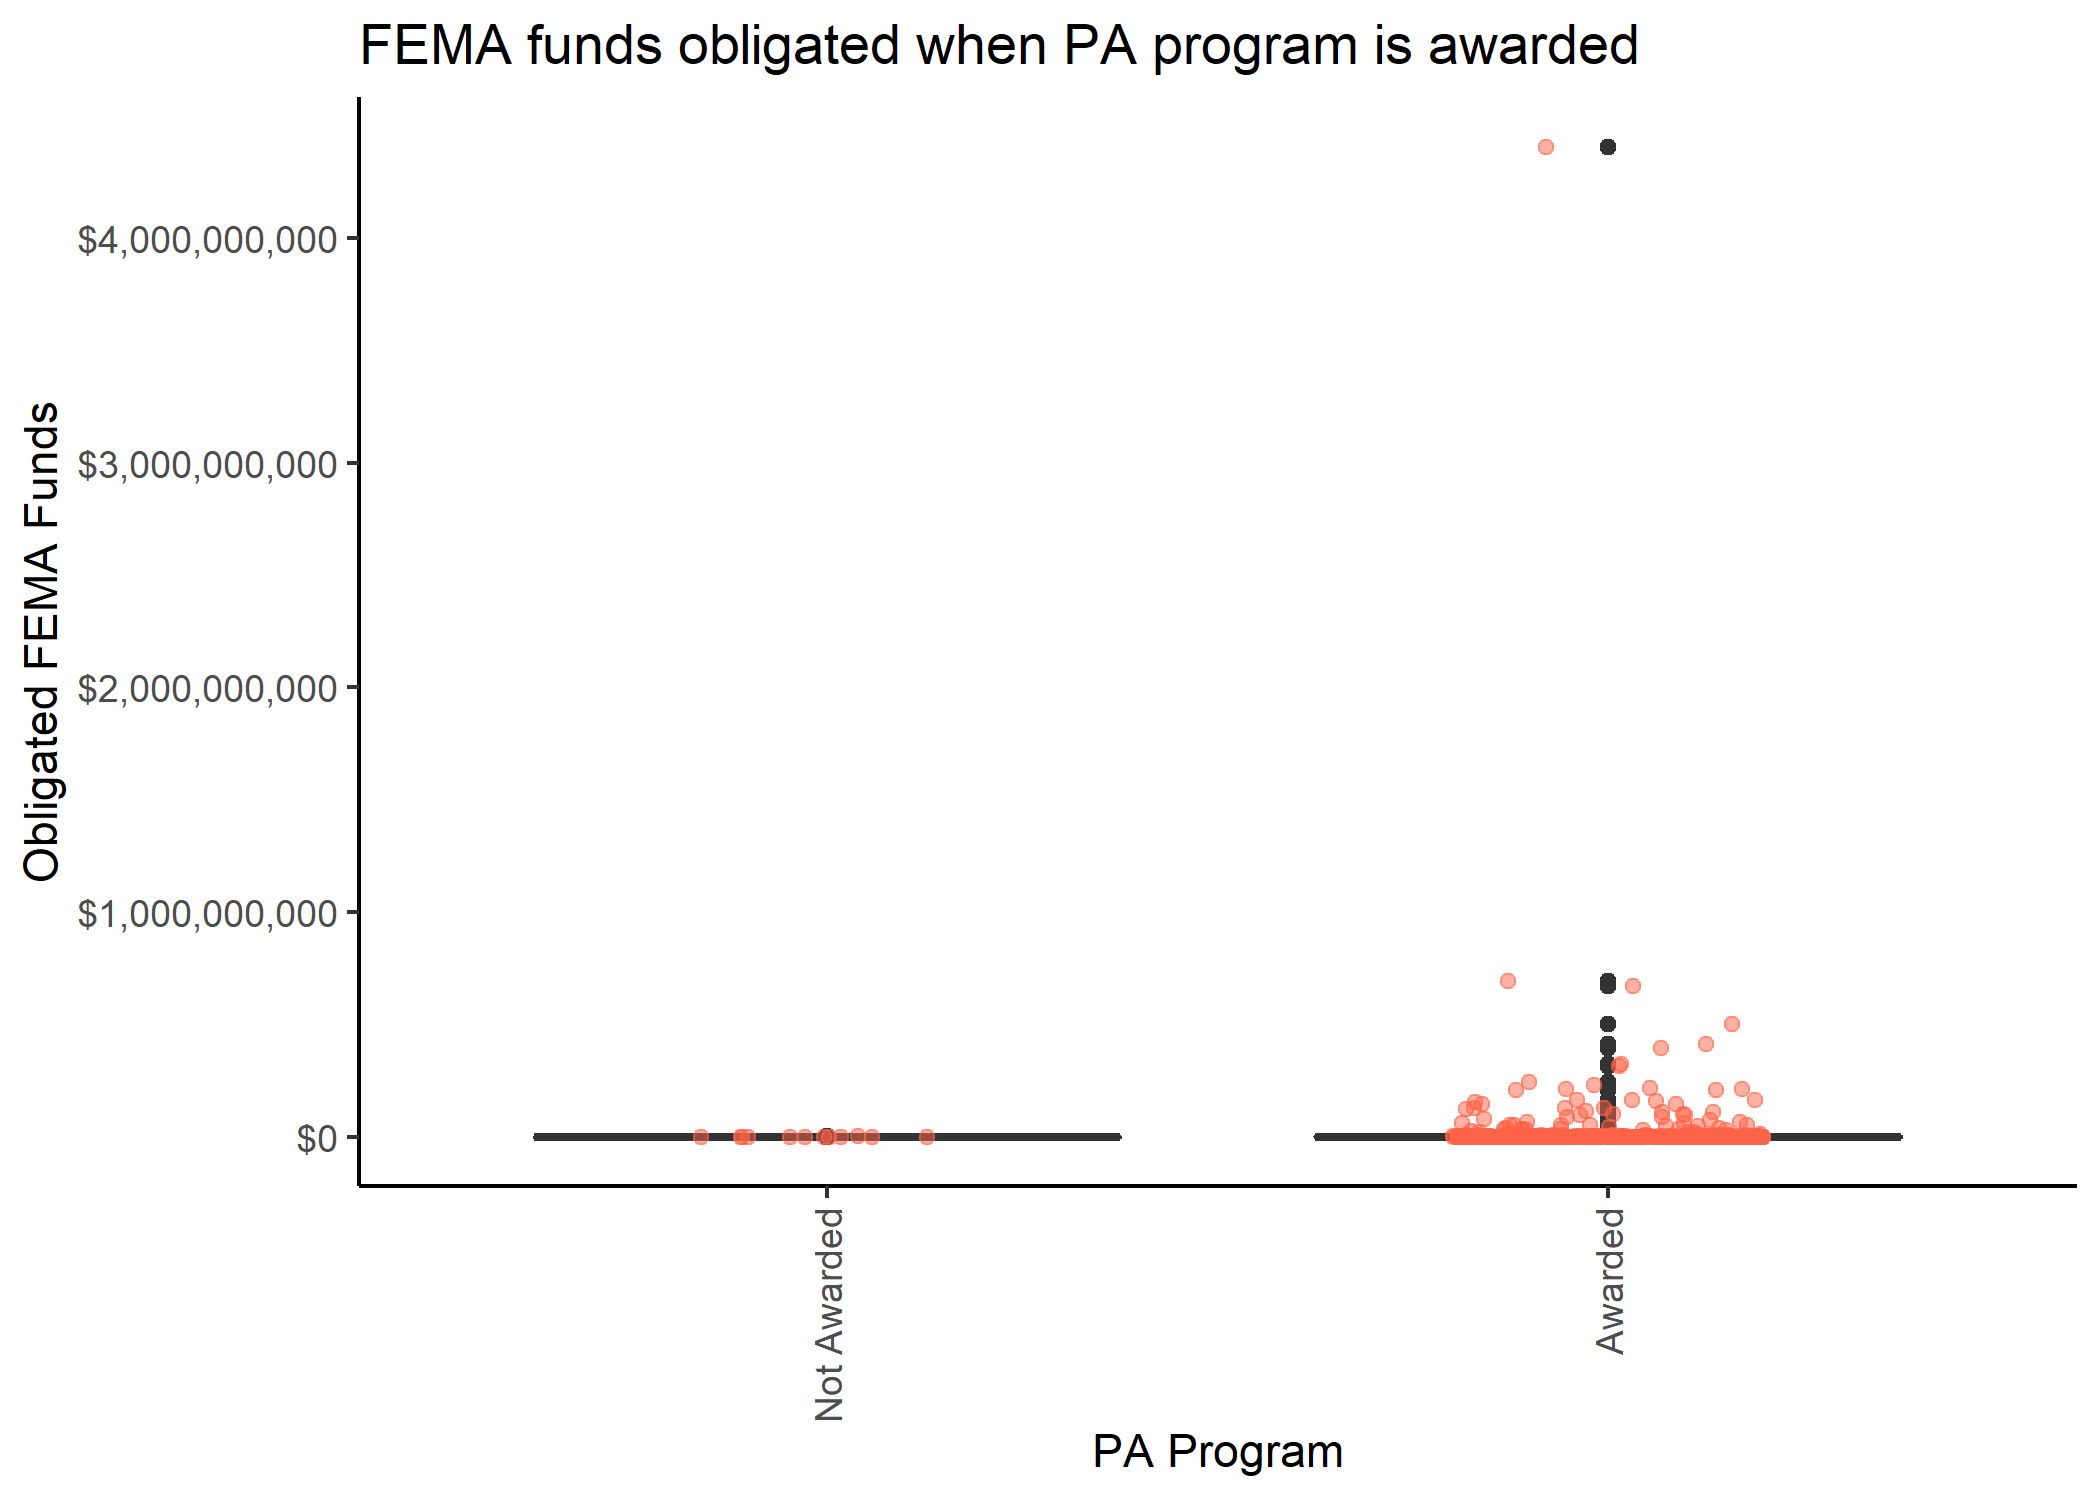 FEMA funds obligated when PA program is awarded
Obligated FEMA Funds
$4,000,000,000
$3,000,000,000
$2,000,000,000
$1,000,000,000
$0
Not Awarded
Awarded
PA Program